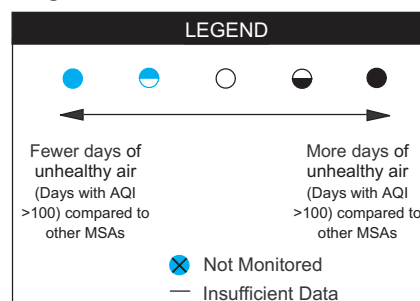 LEGEND
Fewer days of
unhealthy air
(Days with AQI
>100) compared to
other MSAs
More days of
unhealthy air
(Days with AQI
>100) compared to
other MSAs
Not Monitored
— Insufficient Data